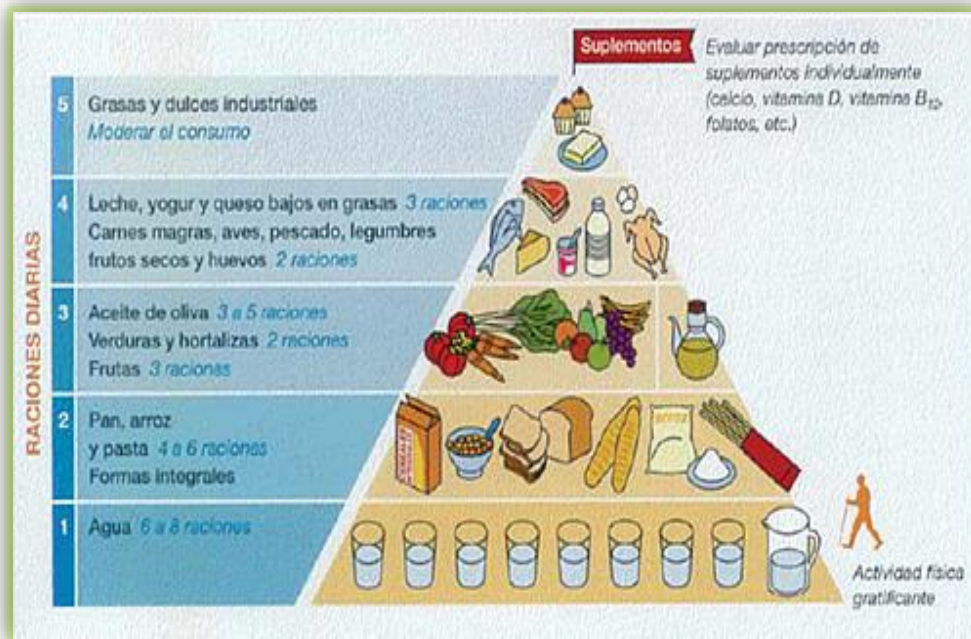 Suplementos
Evaluar prescripción de
suplementos individualmente
(calcio, vitamina D, vitamina B12,
folatos, etc.)
RACIONES DIARIAS
5
Grasas y dulces industriales
Moderar el consumo
4
Leche, yogur y queso bajos en grasas 3 raciones
Carnes magras, aves, pescado, legumbres
frutos secos y huevos 2 raciones
3
Aceite de oliva 3 a 5 raciones
Verduras y hortalizas 2 raciones
Frutas 3 raciones
2
Pan, arroz
y pasta 4 a 6 raciones
Formas integrales
1
Agua 6 a 8 raciones
CEREALES
Actividad física
gratificante